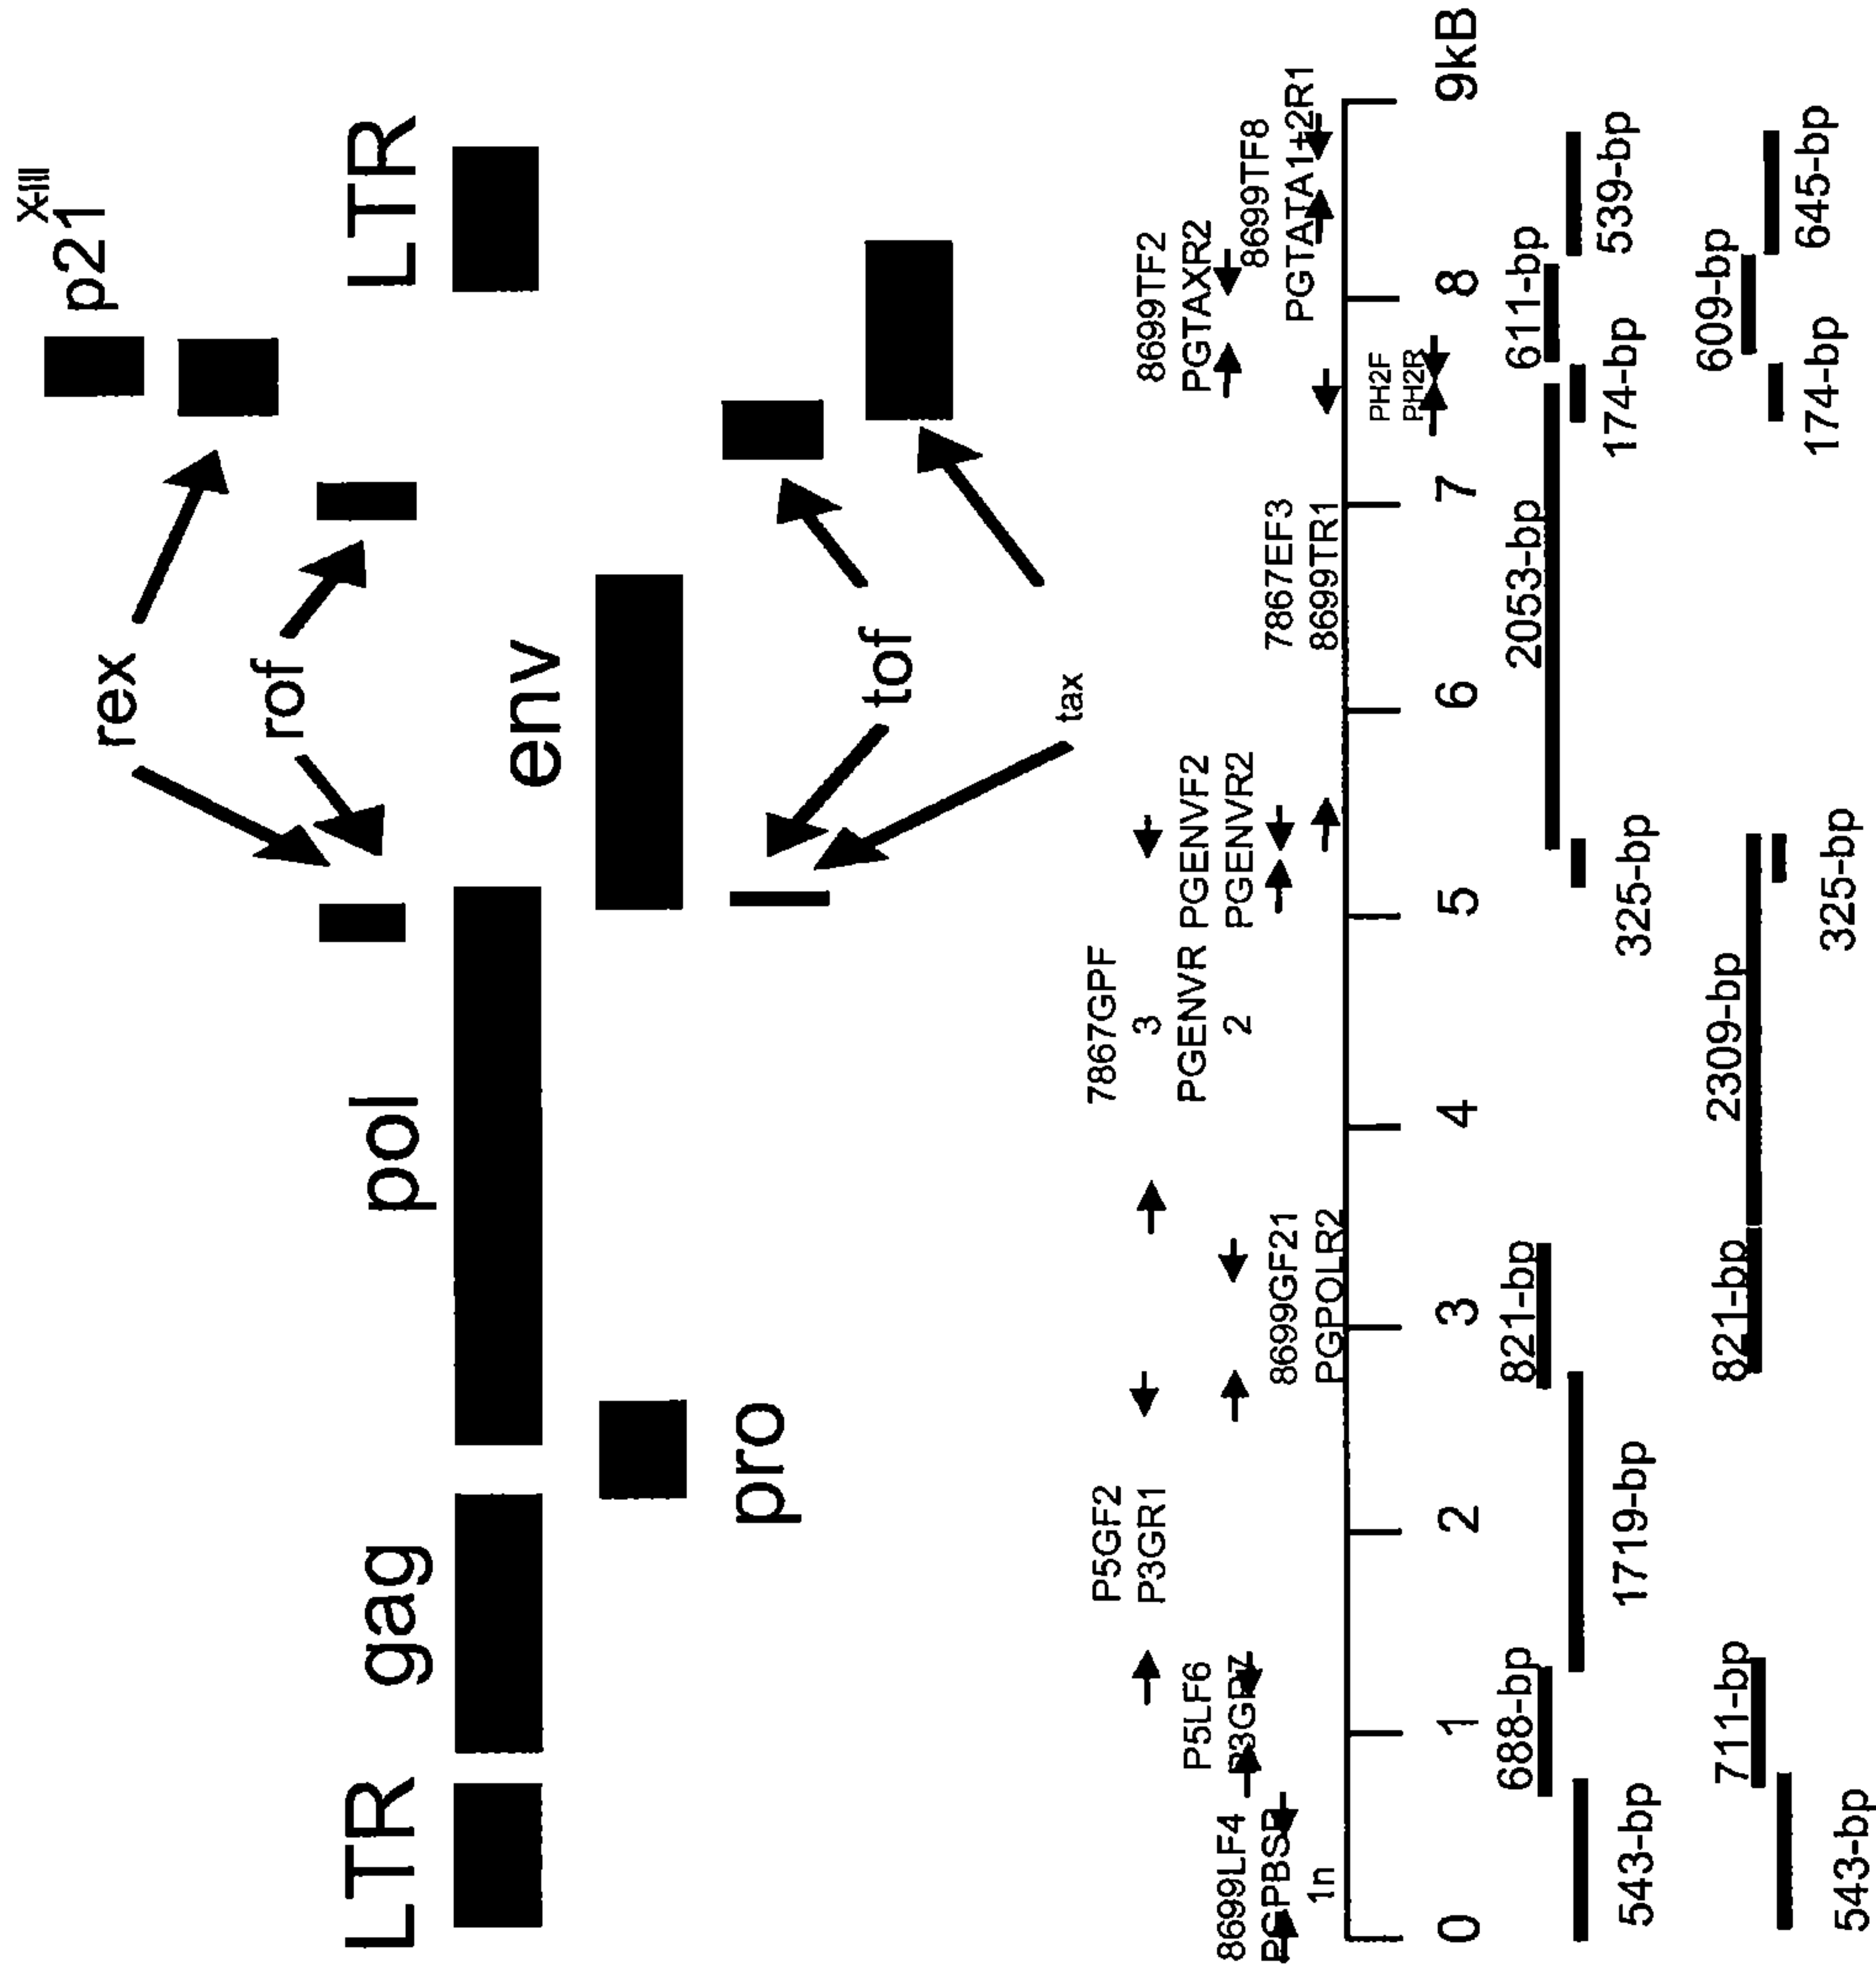 X-III
p21
rex
rof
LTR
gag
pol
env
LTR
pro
tof
tax
7867GPF
3
PGENVR
2
P5GF2
P3GR1
8699TF2
PGTAXR2
PGENVF2
PGENVR2
P5LF6
P3GR7
8699LF4
1n
8699GF21
PGPOLR2
7867EF3
8699TR1
8699TF8
PGTATA1+2R1
PH2F
PH2R
0 1 2 3 4 5 6 7 8 9kB
688-bp
821-bp
2053-bp
611-bp
543-bp
1719-bp
325-bp
174-bp
539-bp
711-bp
821-bp
2309-bp
609-bp
543-bp
325-bp
174-bp
645-bp